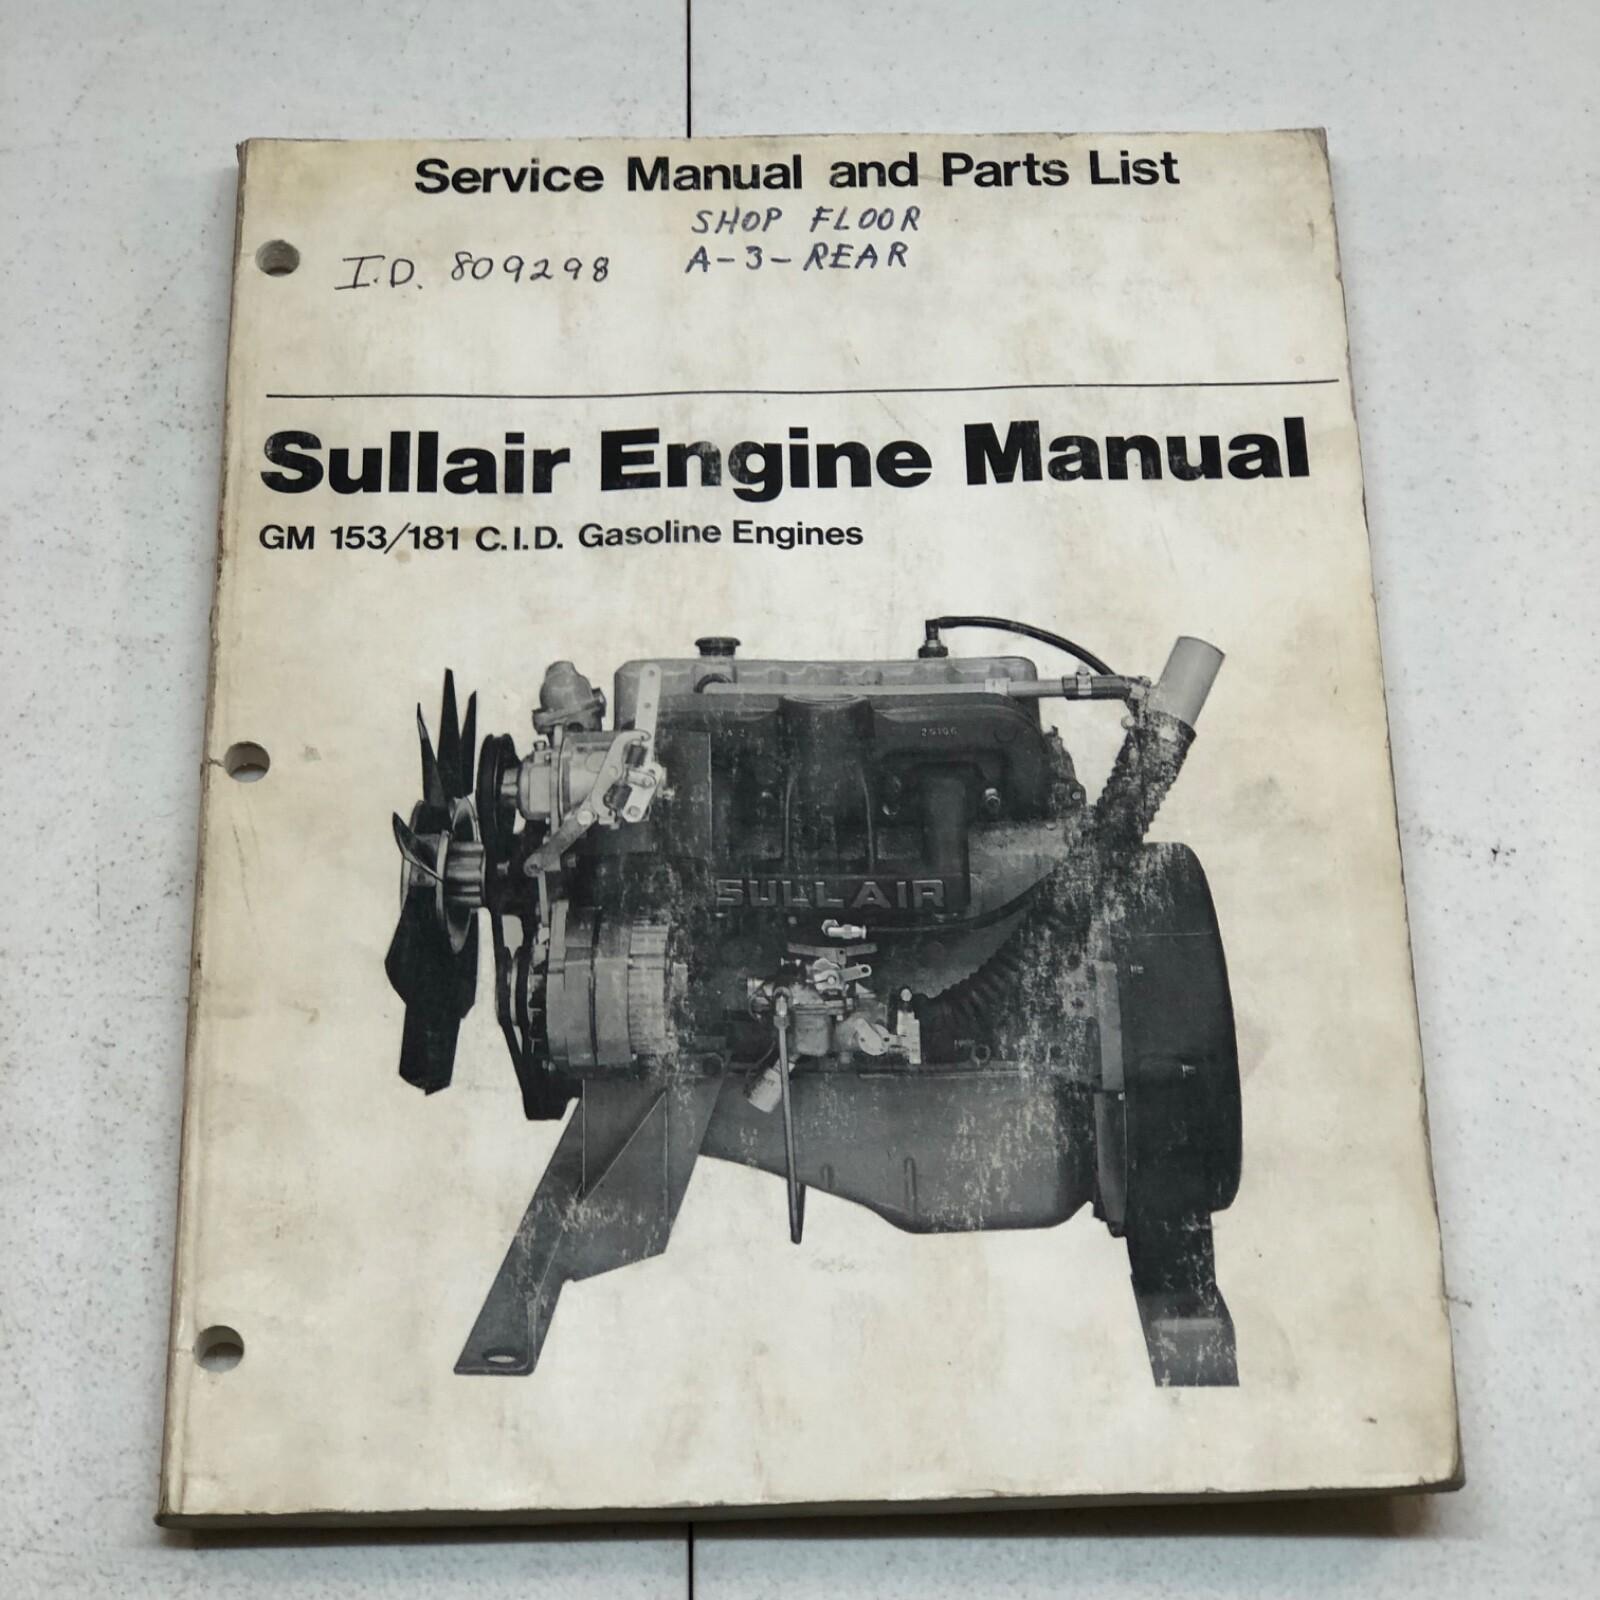 Service Manual and Parts List
SHOP FLOOR
I.D. 809298 A-3-REAR
Sullair Engine Manual
GM 153/181 C.I.D. Gasoline Engines
SULLAIR